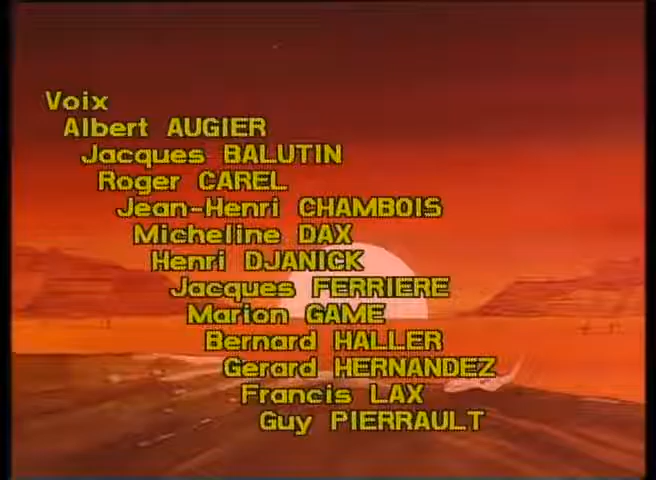 Voix
Albert AUGIER
Jacques BALUTIN
Roger CAREL
Jean-Henri CHAMBOIS
Micheline DAX
Henri DJANICK
Jacques FERRIERE
Marion GAME
Bernard HALLER
Gerard HERNANDEZ
Francis LAX
Guy PIERRAULT